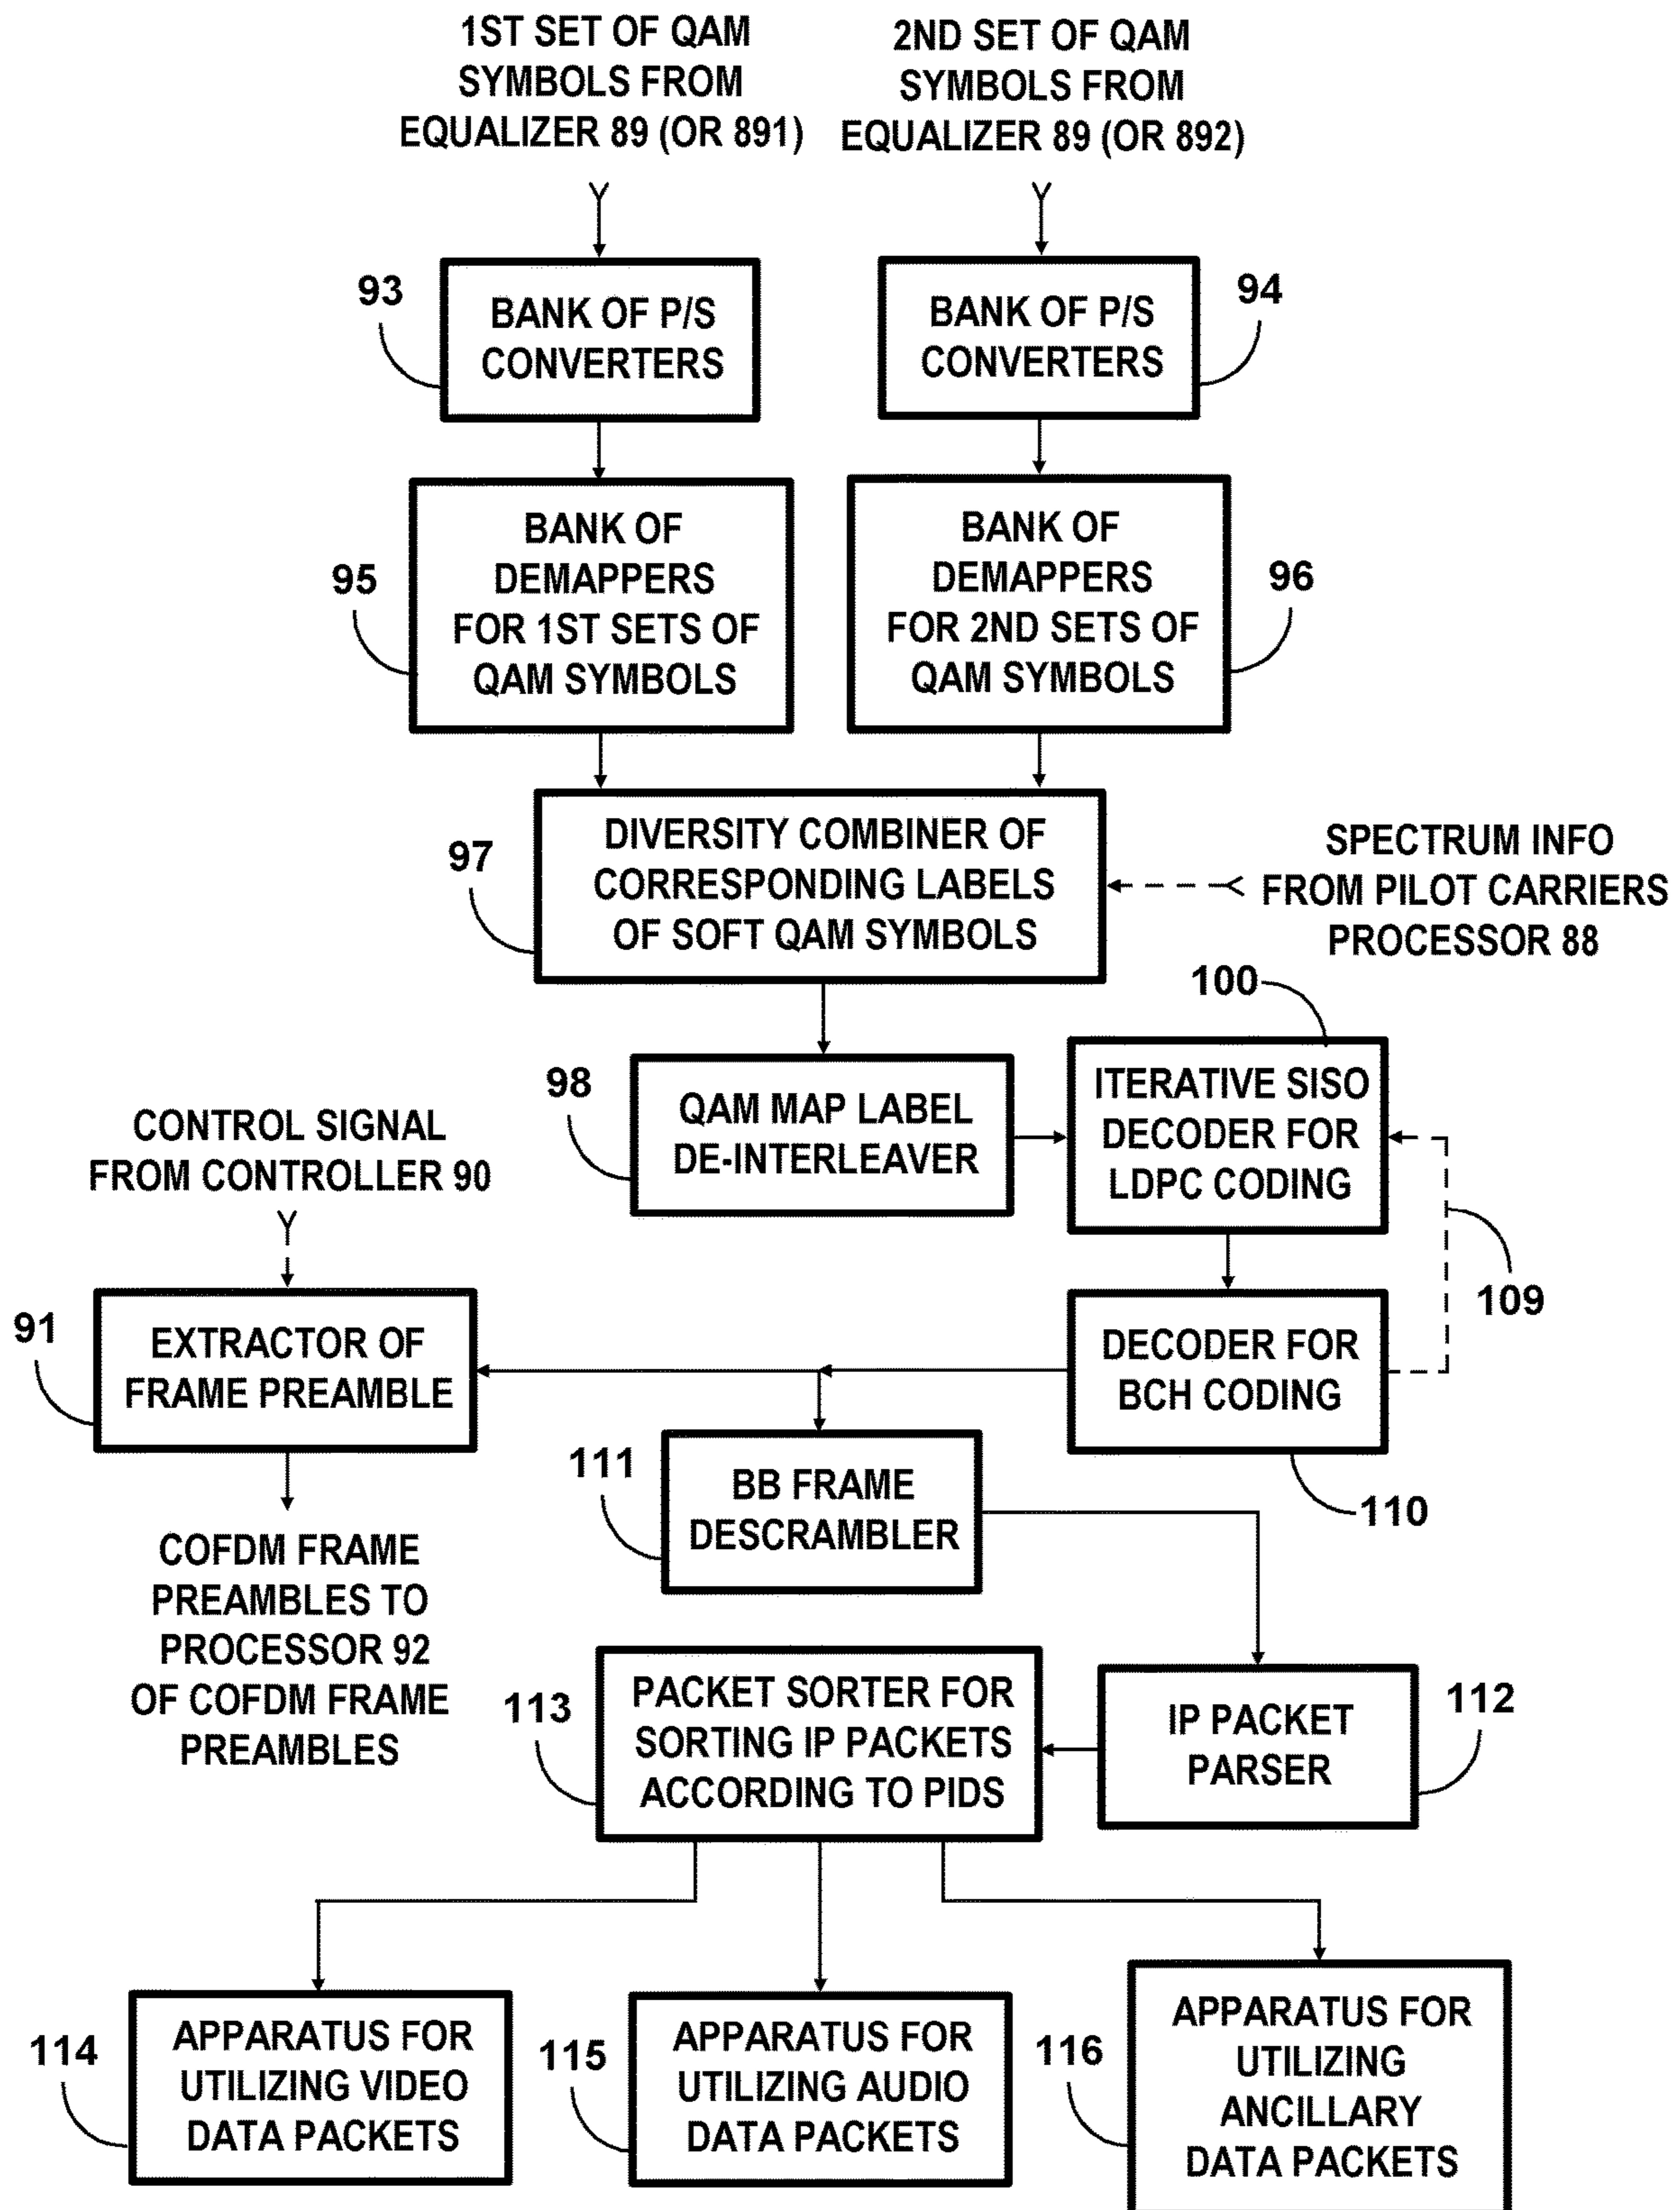 1ST SET OF QAM
SYMBOLS FROM
EQUALIZER 89 (OR 891)
2ND SET OF QAM
SYMBOLS FROM
EQUALIZER 89 (OR 892)
93
BANK OF P/S
CONVERTERS
94
BANK OF P/S
CONVERTERS
95
BANK OF
DEMAPPERS
FOR 1ST SETS OF
QAM SYMBOLS
96
BANK OF
DEMAPPERS
FOR 2ND SETS OF
QAM SYMBOLS
97
DIVERSITY COMBINER OF
CORRESPONDING LABELS
OF SOFT QAM SYMBOLS
SPECTRUM INFO
FROM PILOT CARRIERS
PROCESSOR 88
98
QAM MAP LABEL
DE-INTERLEAVER
100
ITERATIVE SISO
DECODER FOR
LDPC CODING
109
CONTROL SIGNAL
FROM CONTROLLER 90
91
EXTRACTOR OF
FRAME PREAMBLE
DECODER FOR
BCH CODING
110
111
BB FRAME
DESCRAMBLER
COFDM FRAME
PREAMBLES TO
PROCESSOR 92
OF COFDM FRAME
PREAMBLES
113
PACKET SORTER FOR
SORTING IP PACKETS
ACCORDING TO PIDS
112
IP PACKET
PARSER
114
APPARATUS FOR
UTILIZING VIDEO
DATA PACKETS
115
APPARATUS FOR
UTILIZING AUDIO
DATA PACKETS
116
APPARATUS FOR
UTILIZING
ANCILLARY
DATA PACKETS